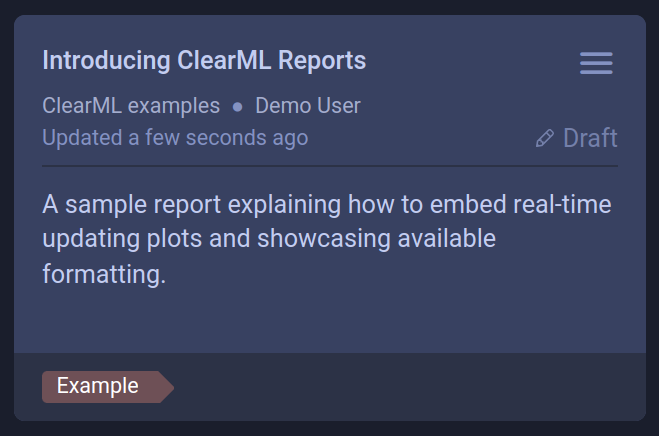 Introducing ClearML Reports
ClearML examples ● Demo User
Updated a few seconds ago
Draft
A sample report explaining how to embed real-time
updating plots and showcasing available
formatting.
Example